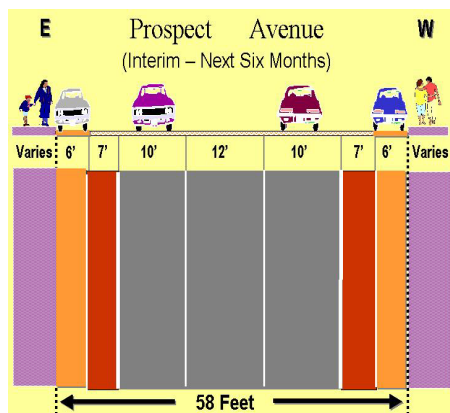 E Prospect Avenue W
(Interim – Next Six Months)
Varies 6' 7' 10' 12' 10' 7' 6' Varies
58 Feet